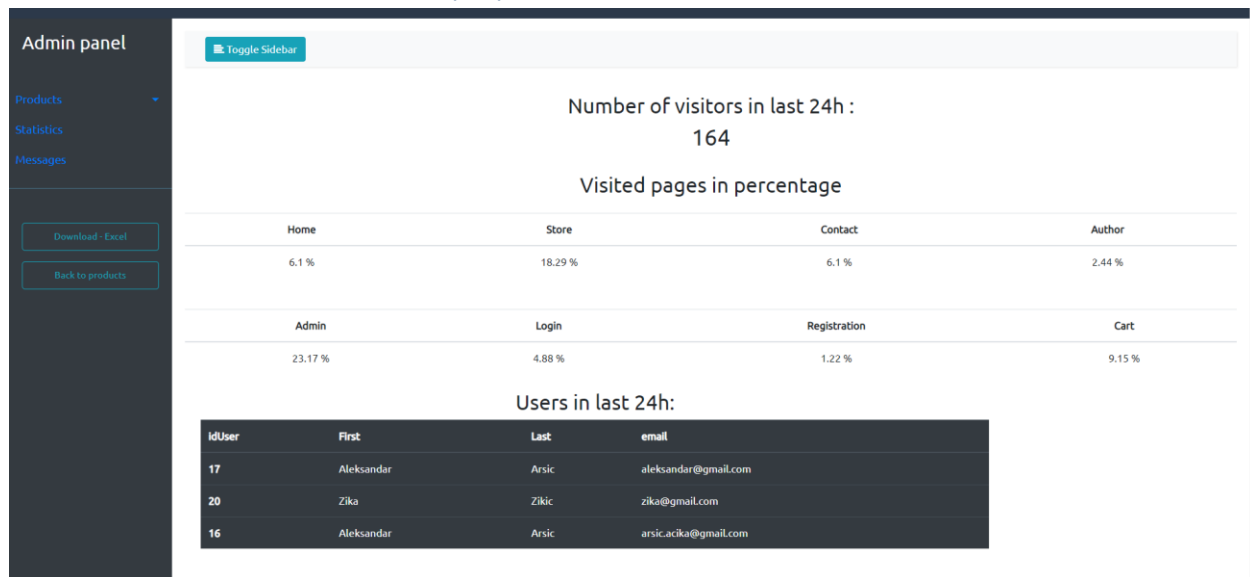 Admin panel
Products
Statistics
Messages
Download - Excel
Back to products
Toggle Sidebar
Number of visitors in last 24h :
164
Visited pages in percentage
Home Store Contact Author
6.1 % 18.29 % 6.1 % 2.44 %
Admin Login Registration Cart
23.17 % 4.88 % 1.22 % 9.15 %
Users in last 24h:
idUser First Last email
17 Aleksandar Arsic aleksandar@gmail.com
20 Zika Zikic zika@gmail.com
16 Aleksandar Arsic arsic.acika@gmail.com